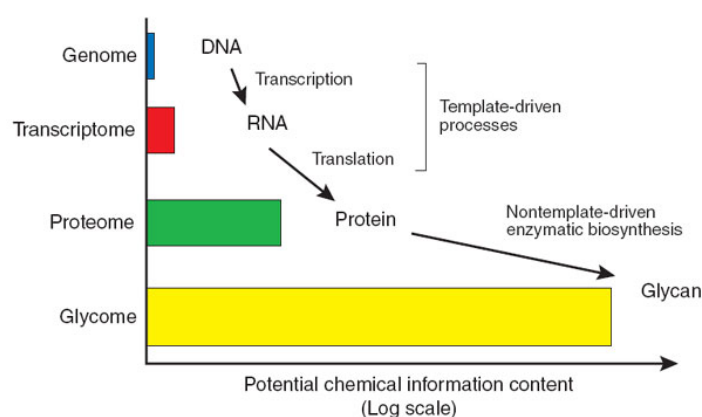 Genome
DNA
Transcription
Template-driven
processes
Transcriptome
RNA
Translation
Proteome
Protein
Nontemplate-driven
enzymatic biosynthesis
Glycan
Glycome
Potential chemical information content
(Log scale)